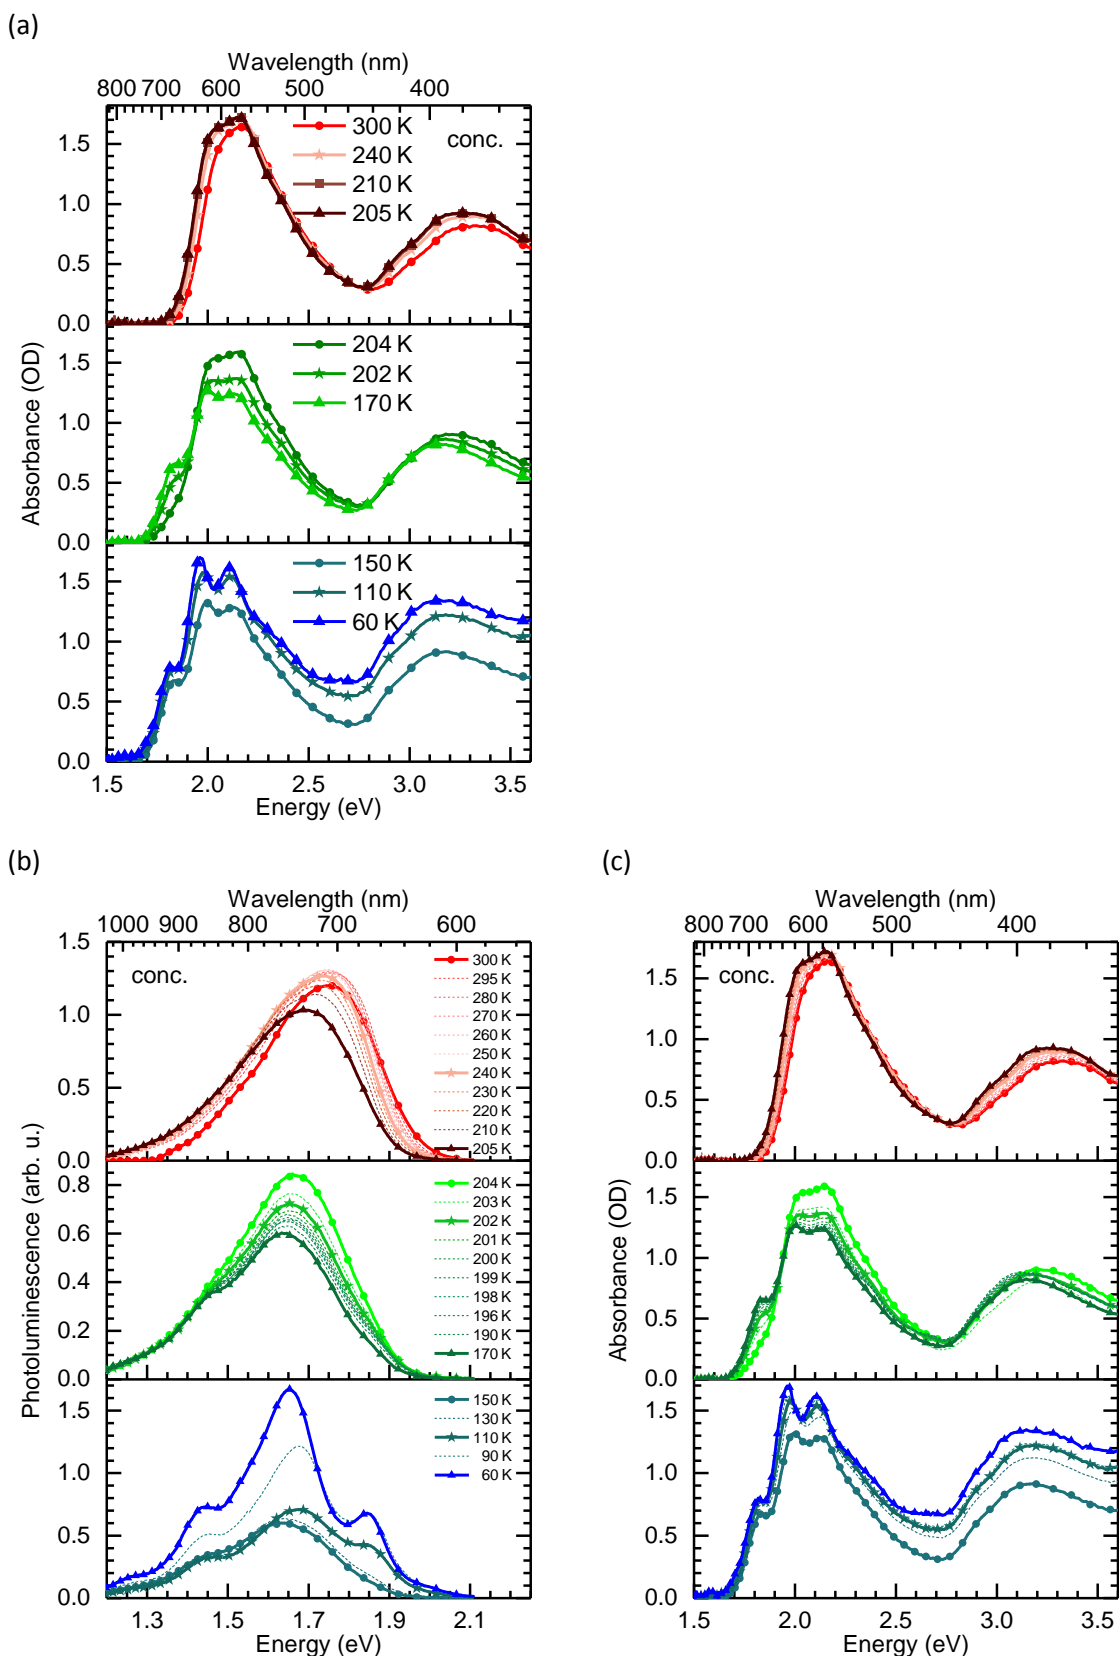 (a)
Wavelength (nm)
800 700 600 500 400
1.5
1.0
0.5
0.0
300 K
240 K
210 K
205 K
conc.
Absorbance (OD)
1.5
1.0
0.5
0.0
204 K
202 K
170 K
1.5
1.0
0.5
0.0
150 K
110 K
60 K
1.5 2.0 2.5 3.0 3.5
Energy (eV)
(b)
Wavelength (nm)
1000 900 800 700 600
1.5
1.0
0.5
0.0
conc.
300 K
295 K
280 K
270 K
260 K
250 K
240 K
230 K
220 K
210 K
205 K
Photoluminescence (arb. u.)
0.8
0.6
0.4
0.2
0.0
204 K
203 K
202 K
201 K
200 K
199 K
198 K
196 K
190 K
170 K
1.5
1.0
0.5
0.0
150 K
130 K
110 K
90 K
60 K
1.3 1.5 1.7 1.9 2.1
Energy (eV)
(c)
Wavelength (nm)
800 700 600 500 400
1.5
1.0
0.5
0.0
conc.
Absorbance (OD)
1.5
1.0
0.5
0.0
1.5
1.0
0.5
0.0
1.5 2.0 2.5 3.0 3.5
Energy (eV)